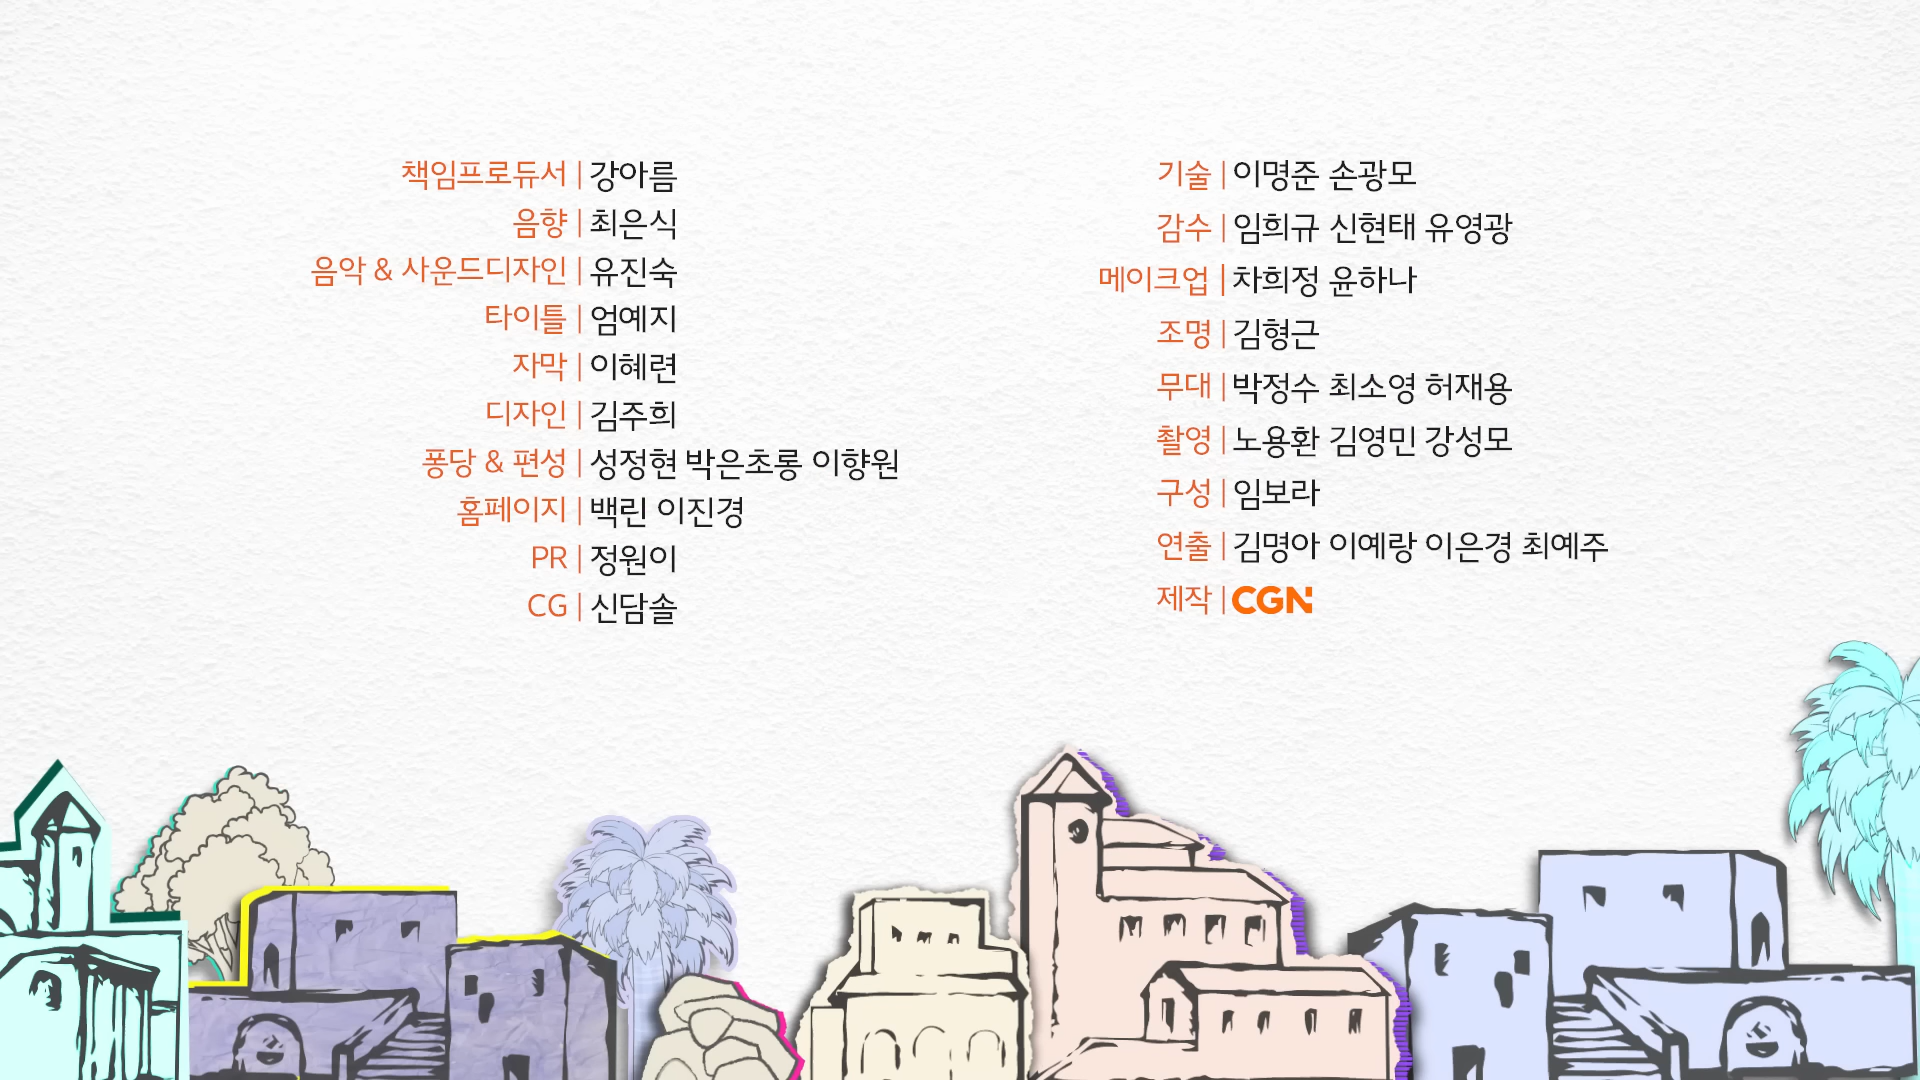 책임프로듀서 | 강아름
음향 | 최은식
음악 & 사운드디자인 | 유진숙
타이틀 | 엄예지
자막 | 이혜련
디자인 | 김주희
퐁당 & 편성 | 성정현 박은초롱 이향원
홈페이지 | 백린 이진경
PR | 정원이
CG | 신담솔
기술 | 이명준 손광모
감수 | 임희규 신현태 유영광
메이크업 | 차희정 윤하나
조명 | 김형근
무대 | 박정수 최소영 허재용
촬영 | 노용환 김영민 강성모
구성 | 임보라
연출 | 김명아 이예랑 이은경 최예주
제작 | CGN